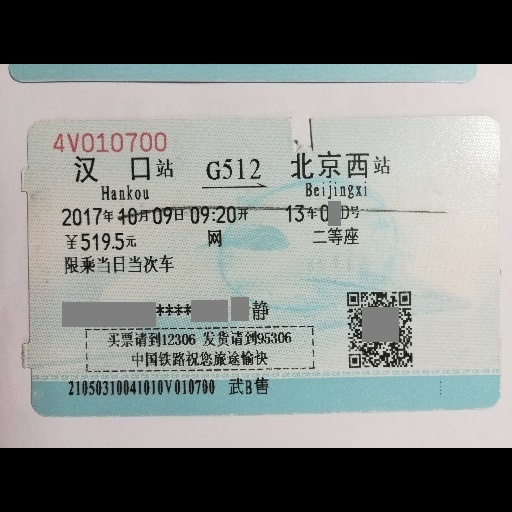 4V010700
汉口站 G512 北京西站
Hankou Beijingxi
2017年10月09日09:20开 13车0 0号
¥519.5元 网 二等座
限乘当日当次车
**** 静
买票请到12306 发货请到95306
中国铁路祝您旅途愉快
21050310041010V010700 武B售